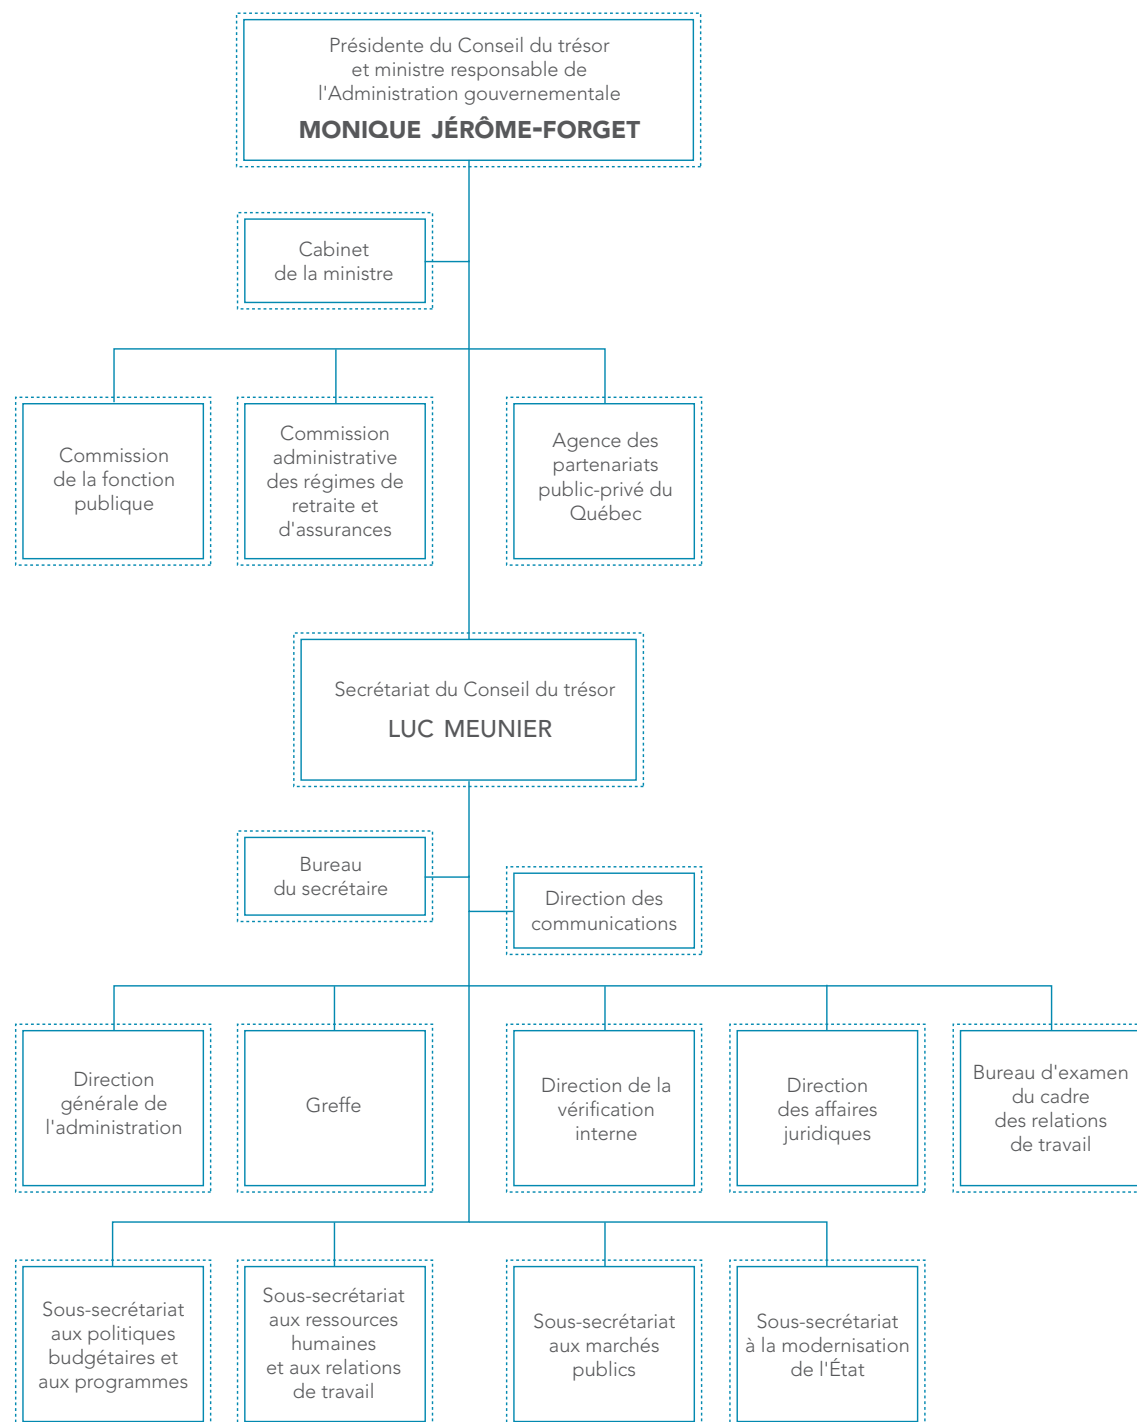 Présidente du Conseil du trésor
et ministre responsable de
l'Administration gouvernementale
MONIQUE JÉRÔME-FORGET
Cabinet
de la ministre
Commission
de la fonction
publique
Commission
administrative
des régimes de
retraite et
d'assurances
Agence des
partenariats
public-privé du
Québec
Secrétariat du Conseil du trésor
LUC MEUNIER
Bureau
du secrétaire
Direction des
communications
Direction
générale de
l'administration
Greffe
Direction de la
vérification
interne
Direction
des affaires
juridiques
Bureau d'examen
du cadre
des relations
de travail
Sous-secrétariat
aux politiques
budgétaires et
aux programmes
Sous-secrétariat
aux ressources
humaines
et aux relations
de travail
Sous-secrétariat
aux marchés
publics
Sous-secrétariat
à la modernisation
de l'État